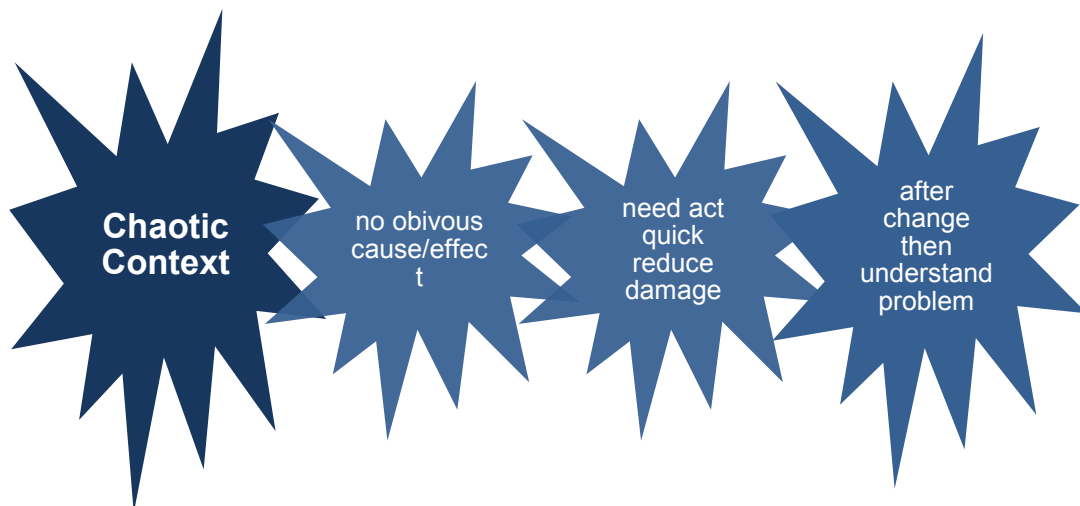 Chaotic
Context
no obivous
cause/effec
t
need act
quick
reduce
damage
after
change
then
understand
problem